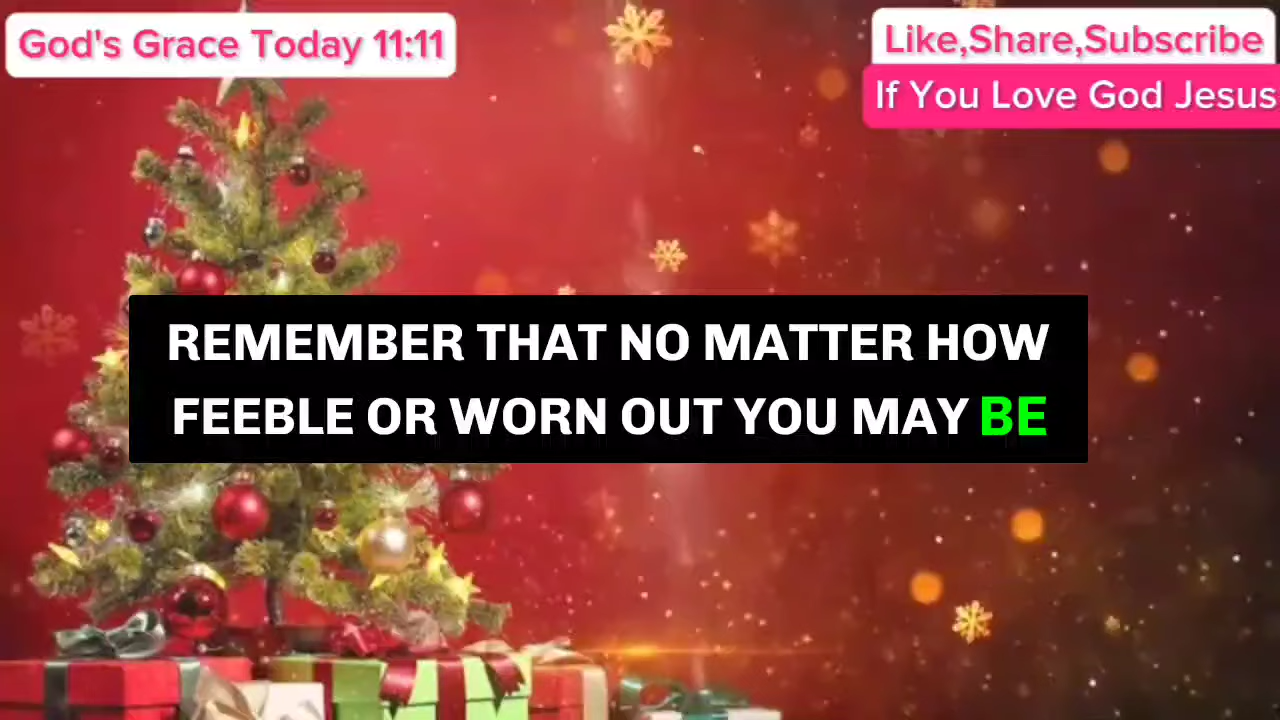 God's Grace Today 11:11
Like,Share,Subscribe
If You Love God Jesus
REMEMBER THAT NO MATTER HOW
FEEBLE OR WORN OUT YOU MAY BE